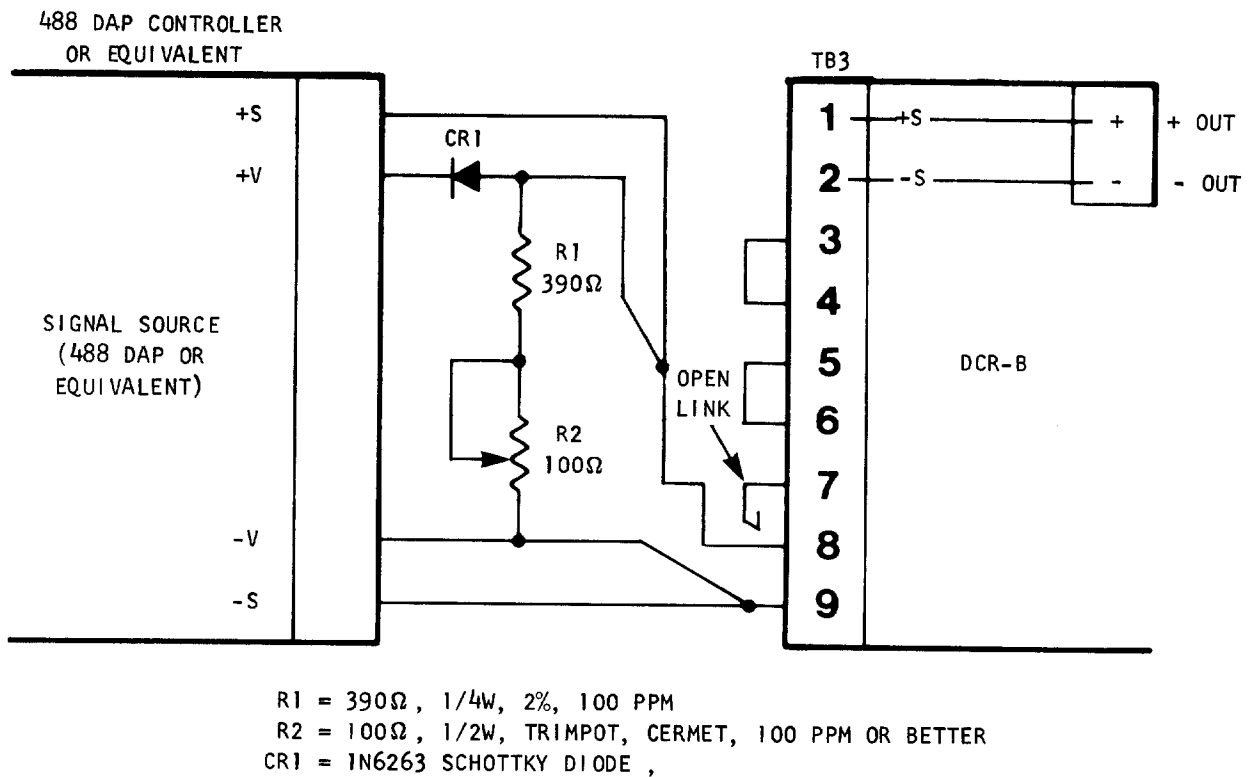 488 DAP CONTROLLER
OR EQUIVALENT
+S
+V
CR1
R1
390Ω
SIGNAL SOURCE
(488 DAP OR
EQUIVALENT)
R2
100Ω
-V
-S
OPEN
LINK
TB3
1
2
3
4
5
6
7
8
9
+S
-S
+
-
+ OUT
- OUT
DCR-B
R1 = 390Ω, 1/4W, 2%, 100 PPM
R2 = 100Ω, 1/2W, TRIMPOT, CERMET, 100 PPM OR BETTER
CR1 = 1N6263 SCHOTTKY DIODE ,